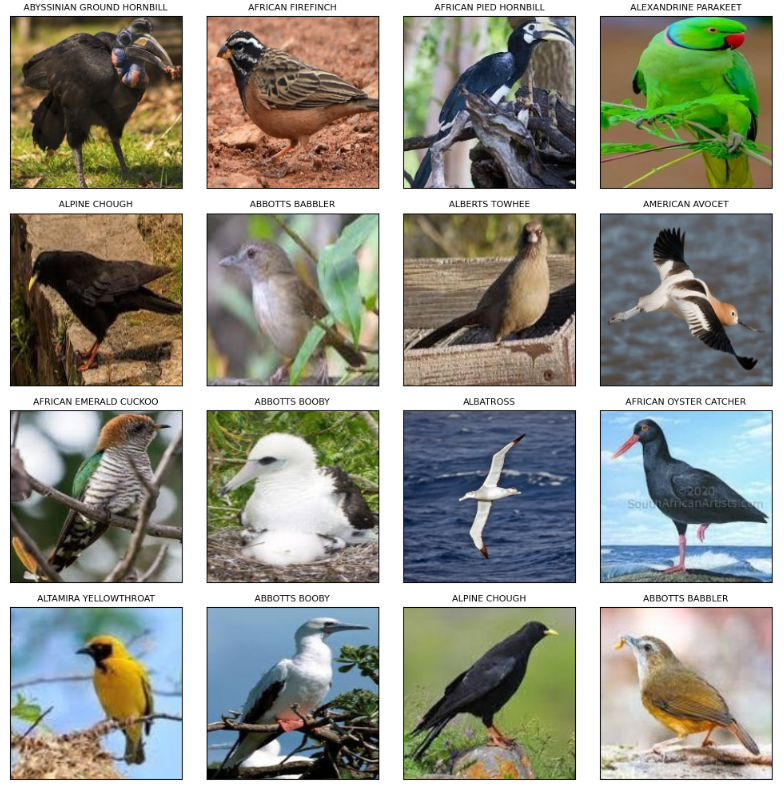 ABYSSINIAN GROUND HORNBILL
AFRICAN FIREFINCH
AFRICAN PIED HORNBILL
ALEXANDRINE PARAKEET
ALPINE CHOUGH
ABBOTTS BABBLER
ALBERTS TOWHEE
AMERICAN AVOCET
AFRICAN EMERALD CUCKOO
ABBOTTS BOOBY
ALBATROSS
AFRICAN OYSTER CATCHER
©2020
SouthAfricanArtists.com
ALTAMIRA YELLOWTHROAT
ABBOTTS BOOBY
ALPINE CHOUGH
ABBOTTS BABBLER